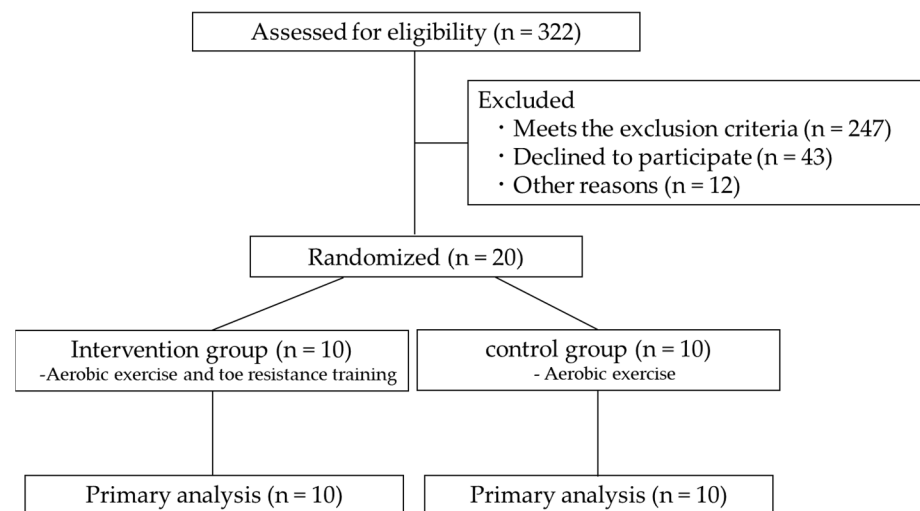 Assessed for eligibility (n = 322)
Excluded
・Meets the exclusion criteria (n = 247)
・Declined to participate (n = 43)
・Other reasons (n = 12)
Randomized (n = 20)
Intervention group (n = 10)
-Aerobic exercise and toe resistance training
control group (n = 10)
- Aerobic exercise
Primary analysis (n = 10)
Primary analysis (n = 10)